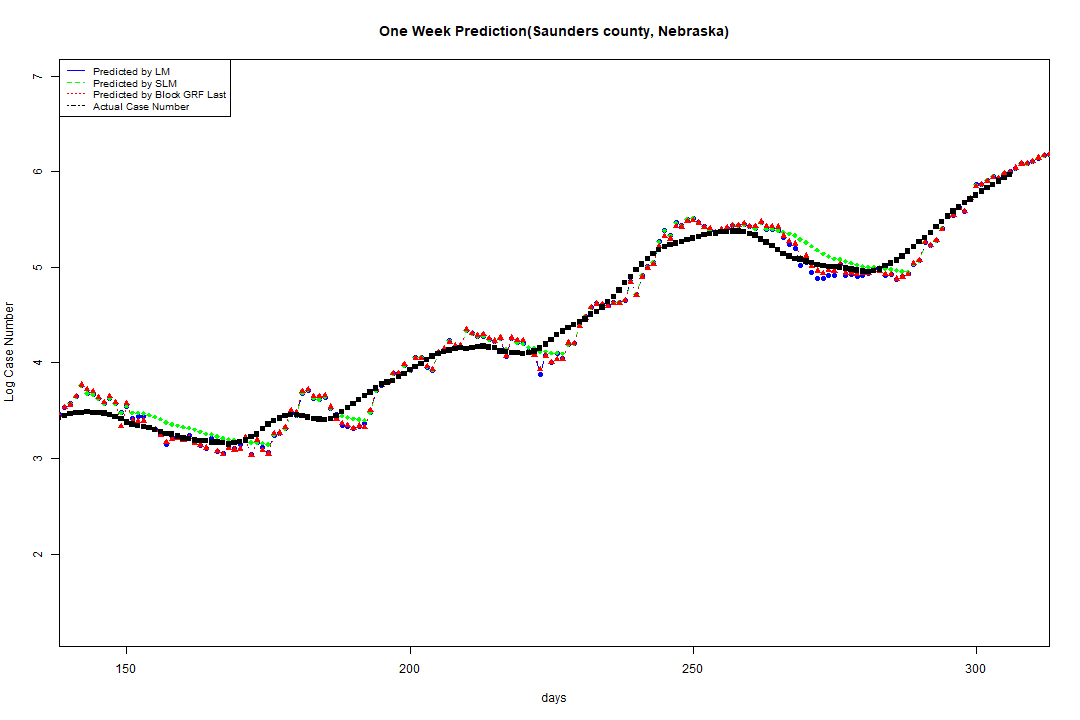 One Week Prediction(Saunders county, Nebraska)
Predicted by LM
Predicted by SLM
Predicted by Block GRF Last
Actual Case Number
7
6
5
4
3
2
Log Case Number
150 200 250 300
days